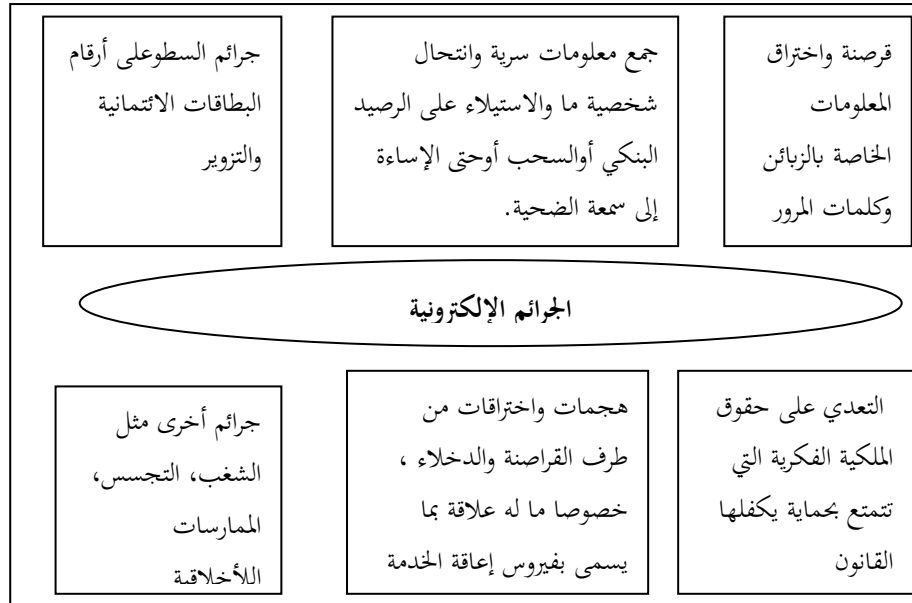 قرصنة واختراق
المعلومات
الخاصة بالزبائن
وكلمات المرور
جمع معلومات سرية وانتحال
شخصية ما والاستيلاء على الرصيد
البنكي أوالسحب أوحتى الإساءة
إلى سمعة الضحية.
جرائم السطوعلى أرقام
البطاقات الائتمانية
والتزوير
الجرائم الإلكترونية
التعدي على حقوق
الملكية الفكرية التي
تتمتع بحماية يكفلها
القانون
هجمات واختراقات من
طرف القراصنة والدخلاء ،
خصوصا ما له علاقة بما
يسمى بفيروس إعاقة الخدمة
جرائم أخرى مثل
الشغب، التجسس،
الممارسات
اللأخلاقية